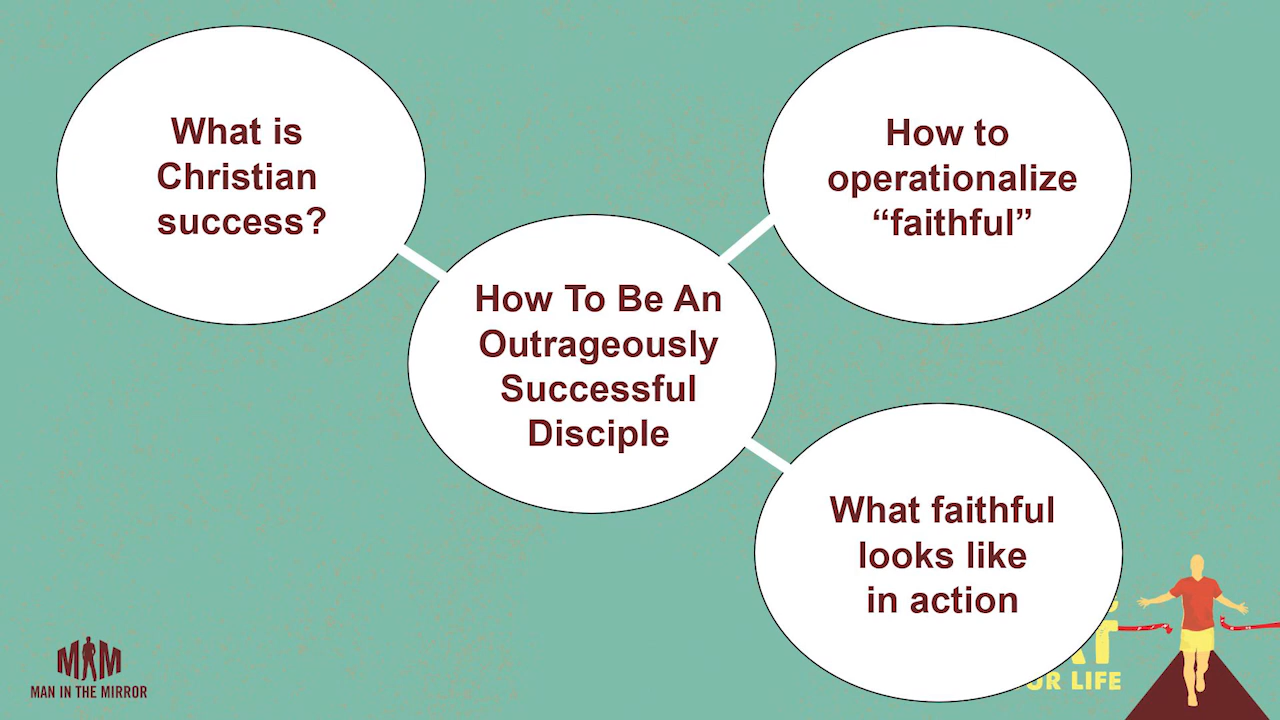 What is
Christian
success?
How to
operationalize
“faithful”
How To Be An
Outrageously
Successful
Disciple
What faithful
looks like
in action
LIFE
MIM
MAN IN THE MIRROR